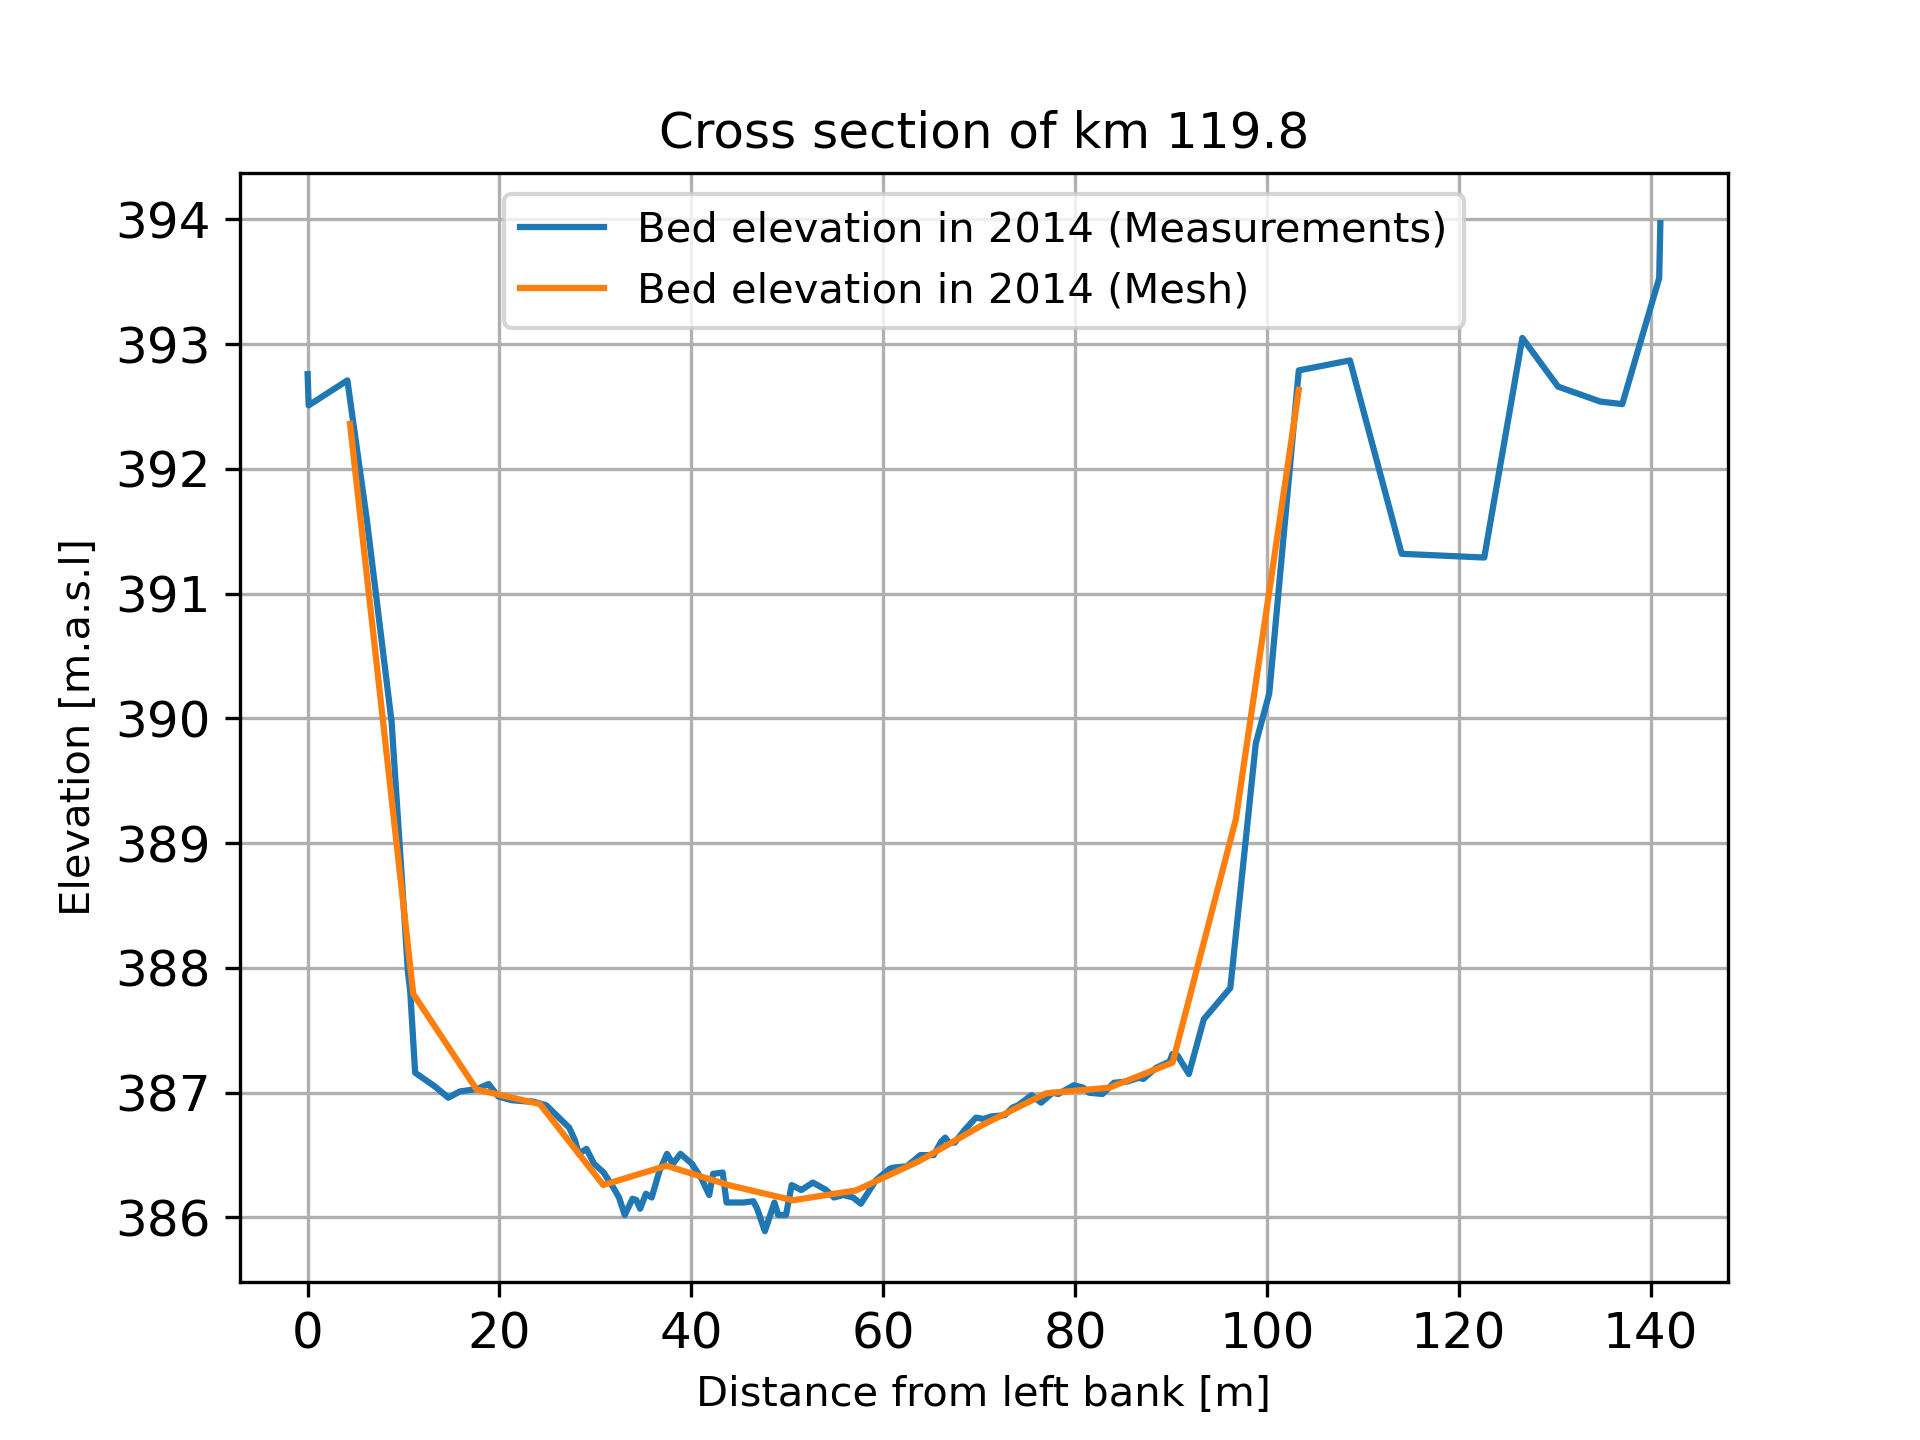 Cross section of km 119.8
Bed elevation in 2014 (Measurements)
Bed elevation in 2014 (Mesh)
394
393
392
391
390
389
388
387
386
Elevation [m.a.s.l]
0 20 40 60 80 100 120 140
Distance from left bank [m]